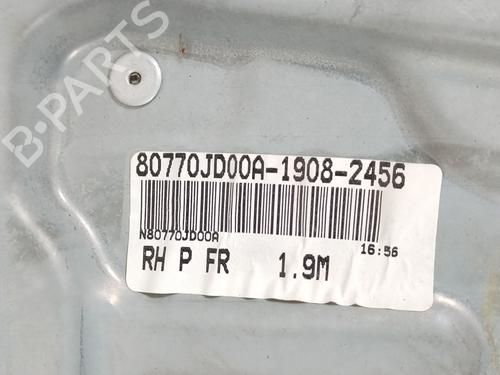 B-PARTS
80770JD00A-1908-2456
N80770JD00A
16:56
RH P FR 1.9M